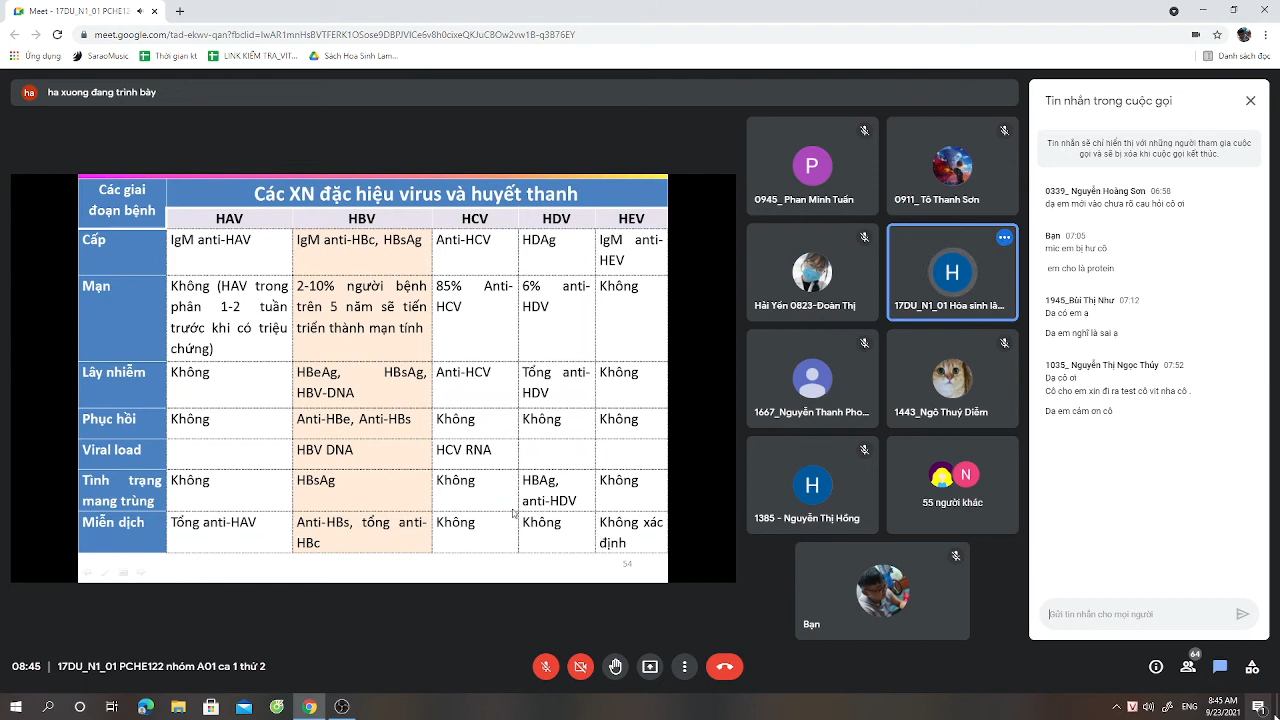 Meet - 17DU_N1_01 PCHE122
meet.google.com/tad-ekwv-qan?fbclid=IwAR1mnHsBVTFERK1OSose9DBPJVlCe6v8h0cixeQKJuCBOw2vw1B-q3B76EY
Ứng dụng
SaraoMusic
Thời gian kt
LINK KIỂM TRA_VIT...
Sách Hoa Sinh Lam...
Danh sách đọc
ha
ha xuong đang trình bày
Các giai đoạn bệnh
Các XN đặc hiệu virus và huyết thanh
HAV HBV HCV HDV HEV
Cấp
IgM anti-HAV
IgM anti-HBc, HBsAg
Anti-HCV
HDAg
IgM anti-
HEV
Mạn
Không (HAV trong
phân 1-2 tuần
trước khi có triệu
chứng)
2-10% người bệnh
trên 5 năm sẽ tiến
triển thành mạn tính
85% Anti-
HCV
6% anti-
HDV
Không
Lây nhiễm
Không
HBeAg, HBsAg,
HBV-DNA
Anti-HCV
Tổng anti-
HDV
Không
Phục hồi
Không
Anti-HBe, Anti-HBs
Không
Không
Không
Viral load
HBV DNA
HCV RNA
Tình trạng
mang trùng
Không
HBsAg
Không
HBAg,
anti-HDV
Không
Miễn dịch
Tổng anti-HAV
Anti-HBs, tổng anti-
HBc
Không
Không
Không xác
định
54
P
0945_ Phan Minh Tuấn
0911_ Tô Thanh Sơn
Hải Yến 0823-Đoàn Thị
H
17DU_N1_01 Hóa sinh lâ...
1667_Nguyễn Thanh Pho...
1443_Ngô Thuý Diễm
H
1385 - Nguyễn Thị Hồng
N
55 người khác
Bạn
Tin nhắn trong cuộc gọi
Tin nhắn sẽ chỉ hiển thị với những người tham gia cuộc
gọi và sẽ bị xóa khi cuộc gọi kết thúc.
0339_ Nguyễn Hoàng Sơn 06:58
dạ em mới vào chưa rõ câu hỏi cô ơi
Bạn 07:05
mic em bị hư cô
em cho là protein
1945_Bùi Thị Như 07:12
Dạ có em ạ
Dạ em nghĩ là sai ạ
1035_ Nguyễn Thị Ngọc Thúy 07:52
Dạ cô ơi
Cô cho em xin đi ra test cô vit nha cô .
Dạ em cảm ơn cô
Gửi tin nhắn cho mọi người
08:45 | 17DU_N1_01 PCHE122 nhóm A01 ca 1 thứ 2
64
V
8:45 AM
9/23/2021